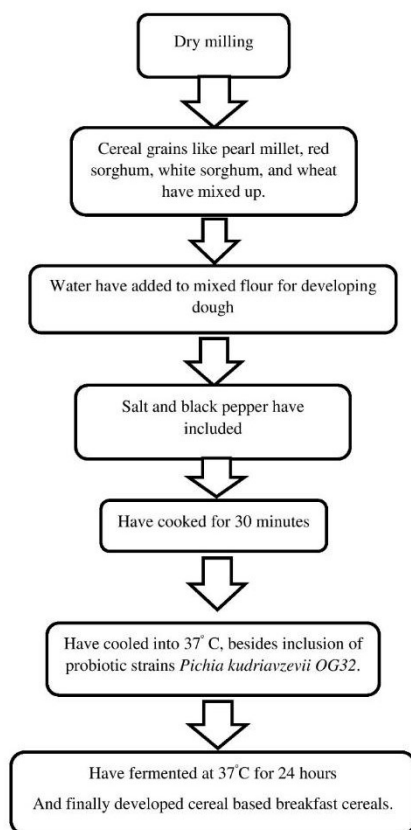 Dry milling
Cereal grains like pearl millet, red
sorghum, white sorghum, and wheat
have mixed up.
Water have added to mixed flour for developing
dough
Salt and black pepper have
included
Have cooked for 30 minutes
Have cooled into 37° C, besides inclusion of
probiotic strains Pichia kudriavzevii OG32.
Have fermented at 37°C for 24 hours
And finally developed cereal based breakfast cereals.